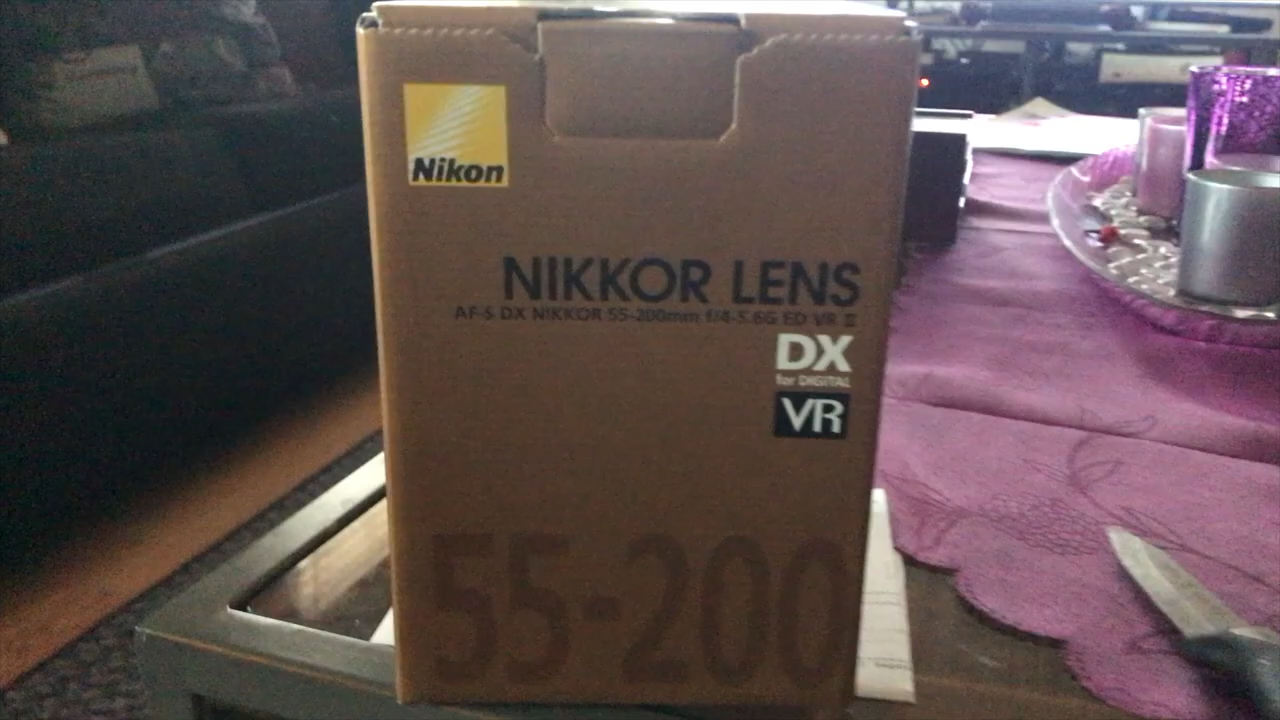 Nikon
NIKKOR LENS
AF-S DX NIKKOR 55-200mm f/4-5.6G ED VR II
DX
for DIGITAL
VR
55-200